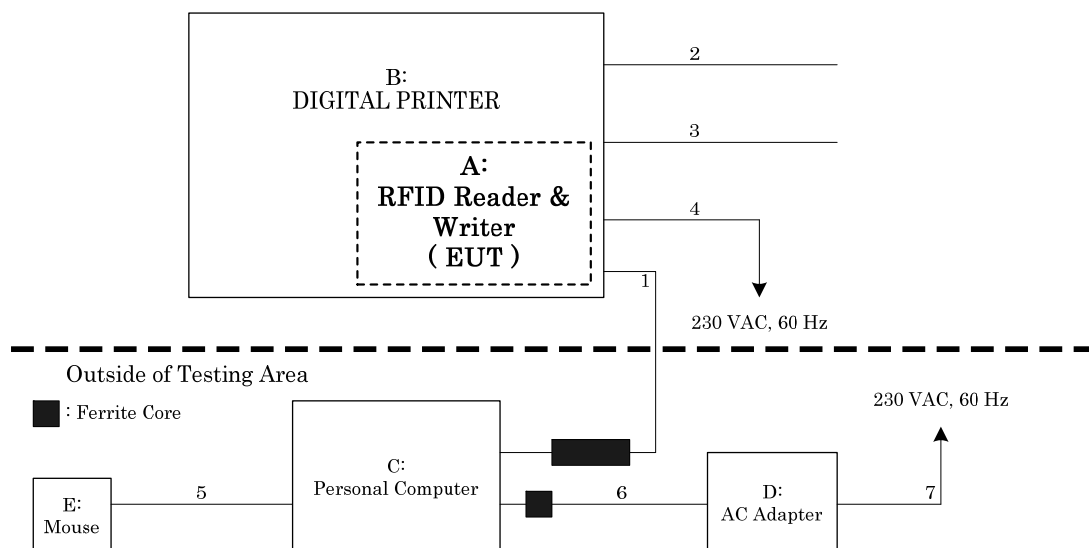 B:
DIGITAL PRINTER
2
3
A:
RFID Reader &
Writer
( EUT )
4
1
230 VAC, 60 Hz
Outside of Testing Area
: Ferrite Core
230 VAC, 60 Hz
C:
Personal Computer
E:
Mouse
5
6
D:
AC Adapter
7